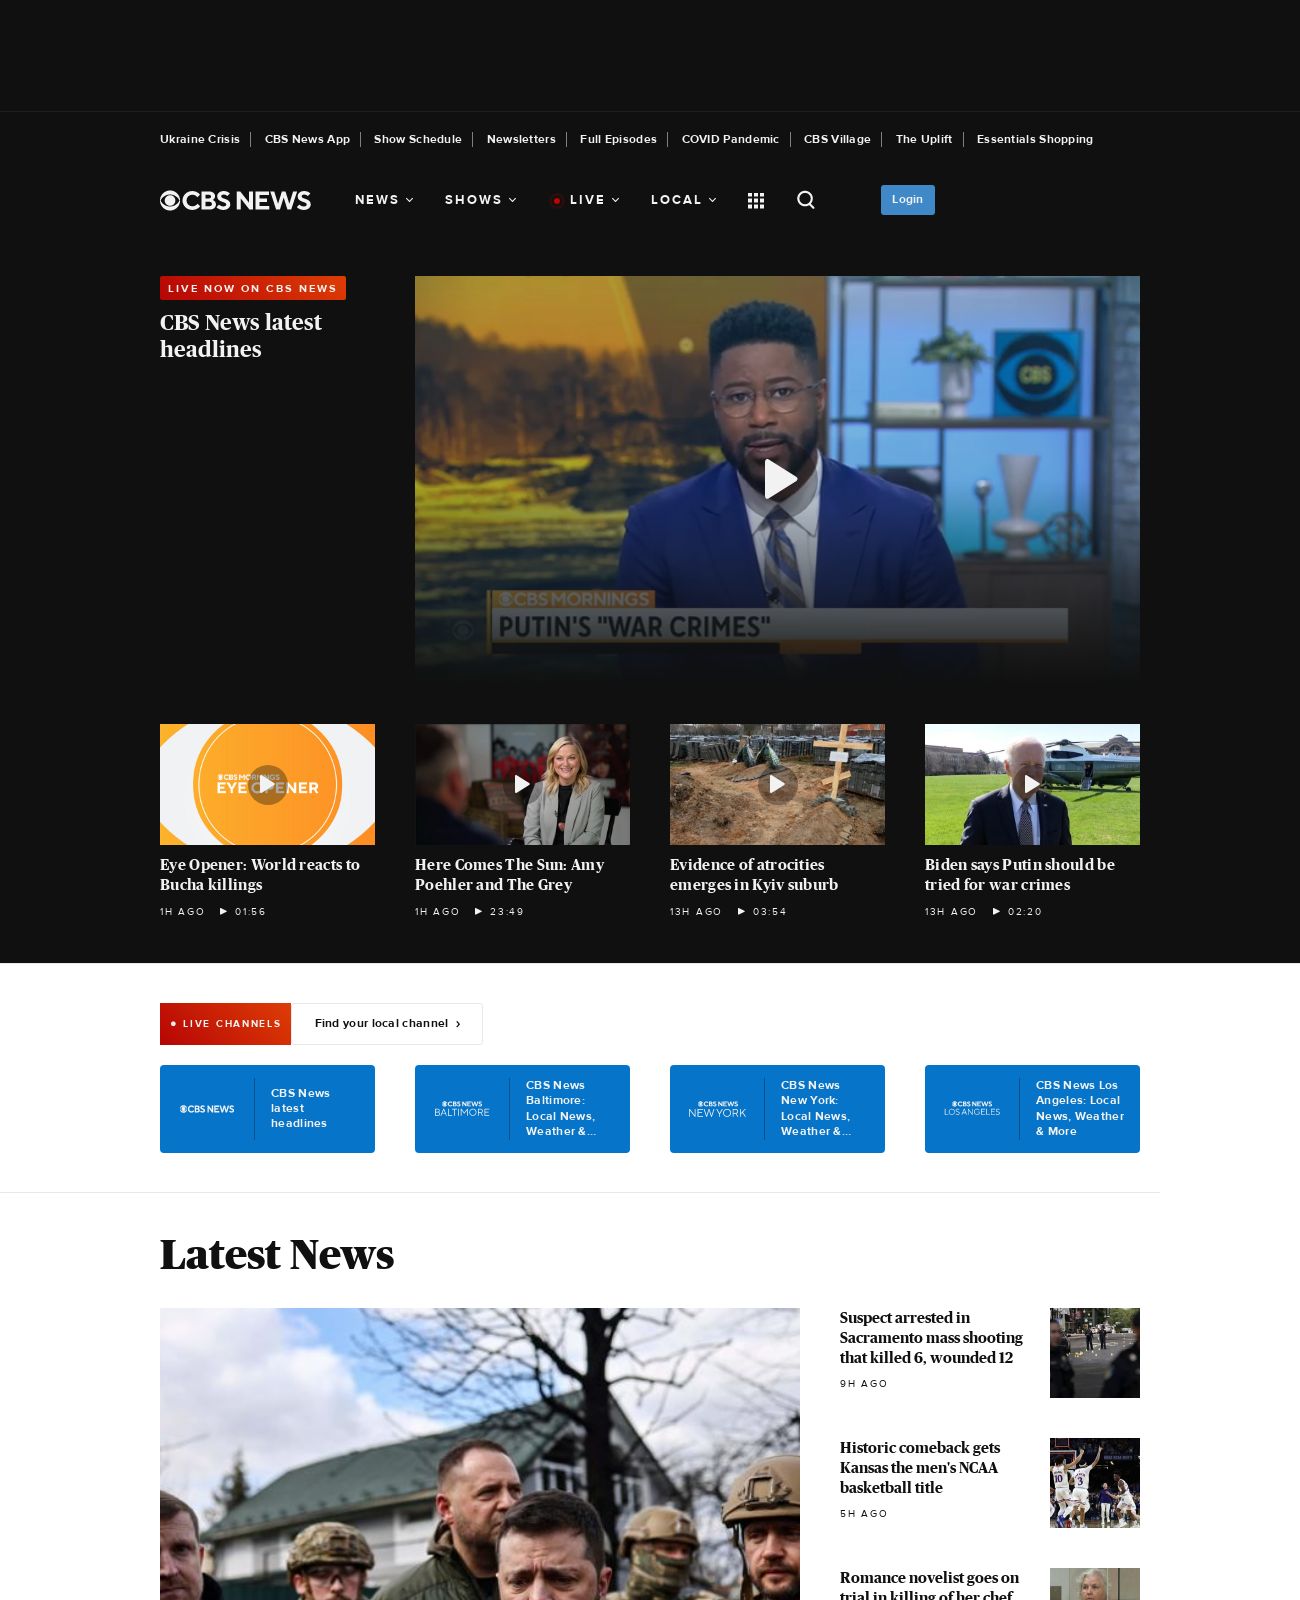 Ukraine Crisis
CBS News App
Show Schedule
Newsletters
Full Episodes
COVID Pandemic
CBS Village
The Uplift
Essentials Shopping
CBS NEWS
NEWS
SHOWS
LIVE
LOCAL
Login
LIVE NOW ON CBS NEWS
CBS News latest
headlines
CBS
CBS MORNINGS
PUTIN'S "WAR CRIMES"
CBS MORNINGS
EYE OPENER
Eye Opener: World reacts to
Bucha killings
1H AGO
01:56
Here Comes The Sun: Amy
Poehler and The Grey
1H AGO
23:49
Evidence of atrocities
emerges in Kyiv suburb
13H AGO
03:54
Biden says Putin should be
tried for war crimes
13H AGO
02:20
LIVE CHANNELS
Find your local channel ›
CBS NEWS
CBS News
latest
headlines
CBS NEWS
BALTIMORE
CBS News
Baltimore:
Local News,
Weather &...
CBS NEWS
NEW YORK
CBS News
New York:
Local News,
Weather &...
CBS NEWS
LOS ANGELES
CBS News Los
Angeles: Local
News, Weather
& More
Latest News
Suspect arrested in
Sacramento mass shooting
that killed 6, wounded 12
9H AGO
Historic comeback gets
Kansas the men's NCAA
basketball title
5H AGO
Romance novelist goes on
trial in killing of her chef